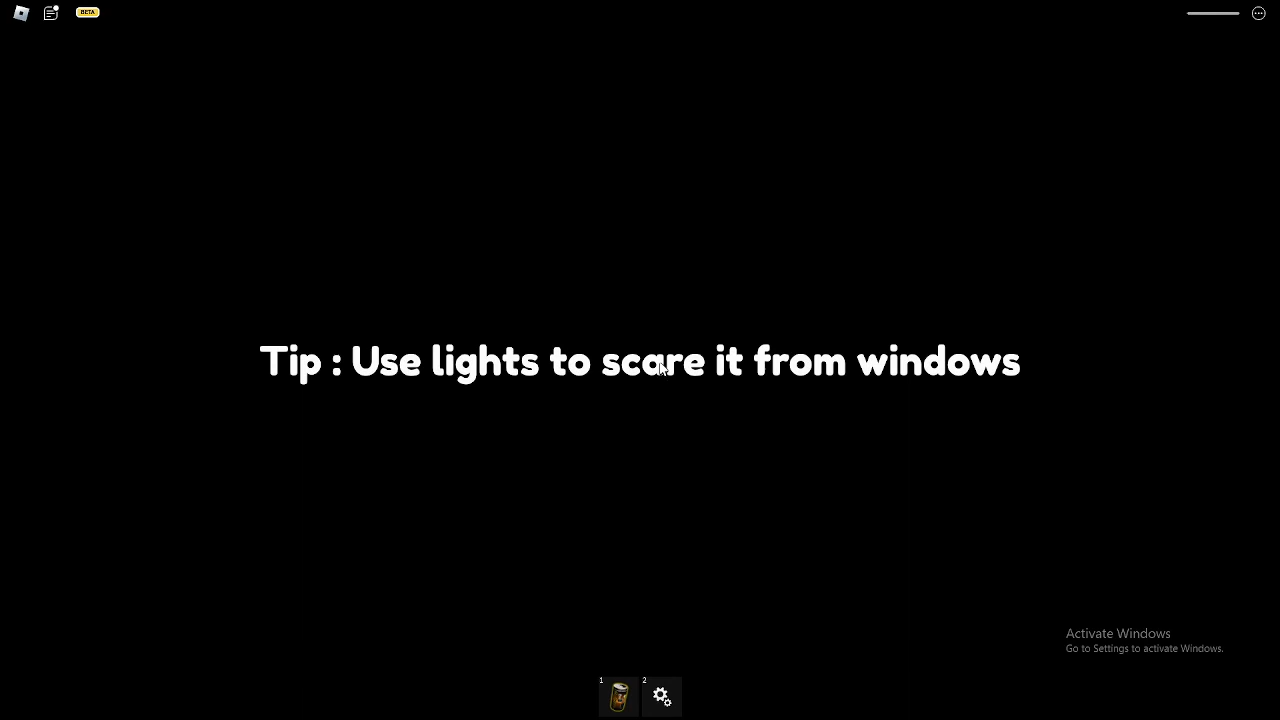 BETA
Tip : Use lights to scare it from windows
Activate Windows
Go to Settings to activate Windows.
1 2